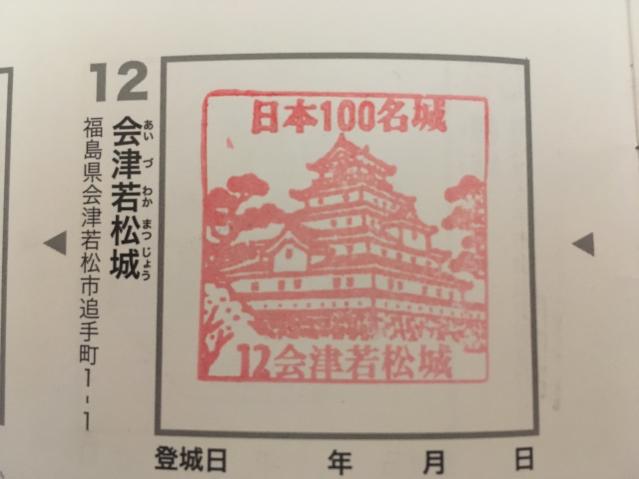 12
会津若松城
あいづわかまつじょう
福島県会津若松市追手町1-1
日本100名城
12会津若松城
登城日 年 月 日